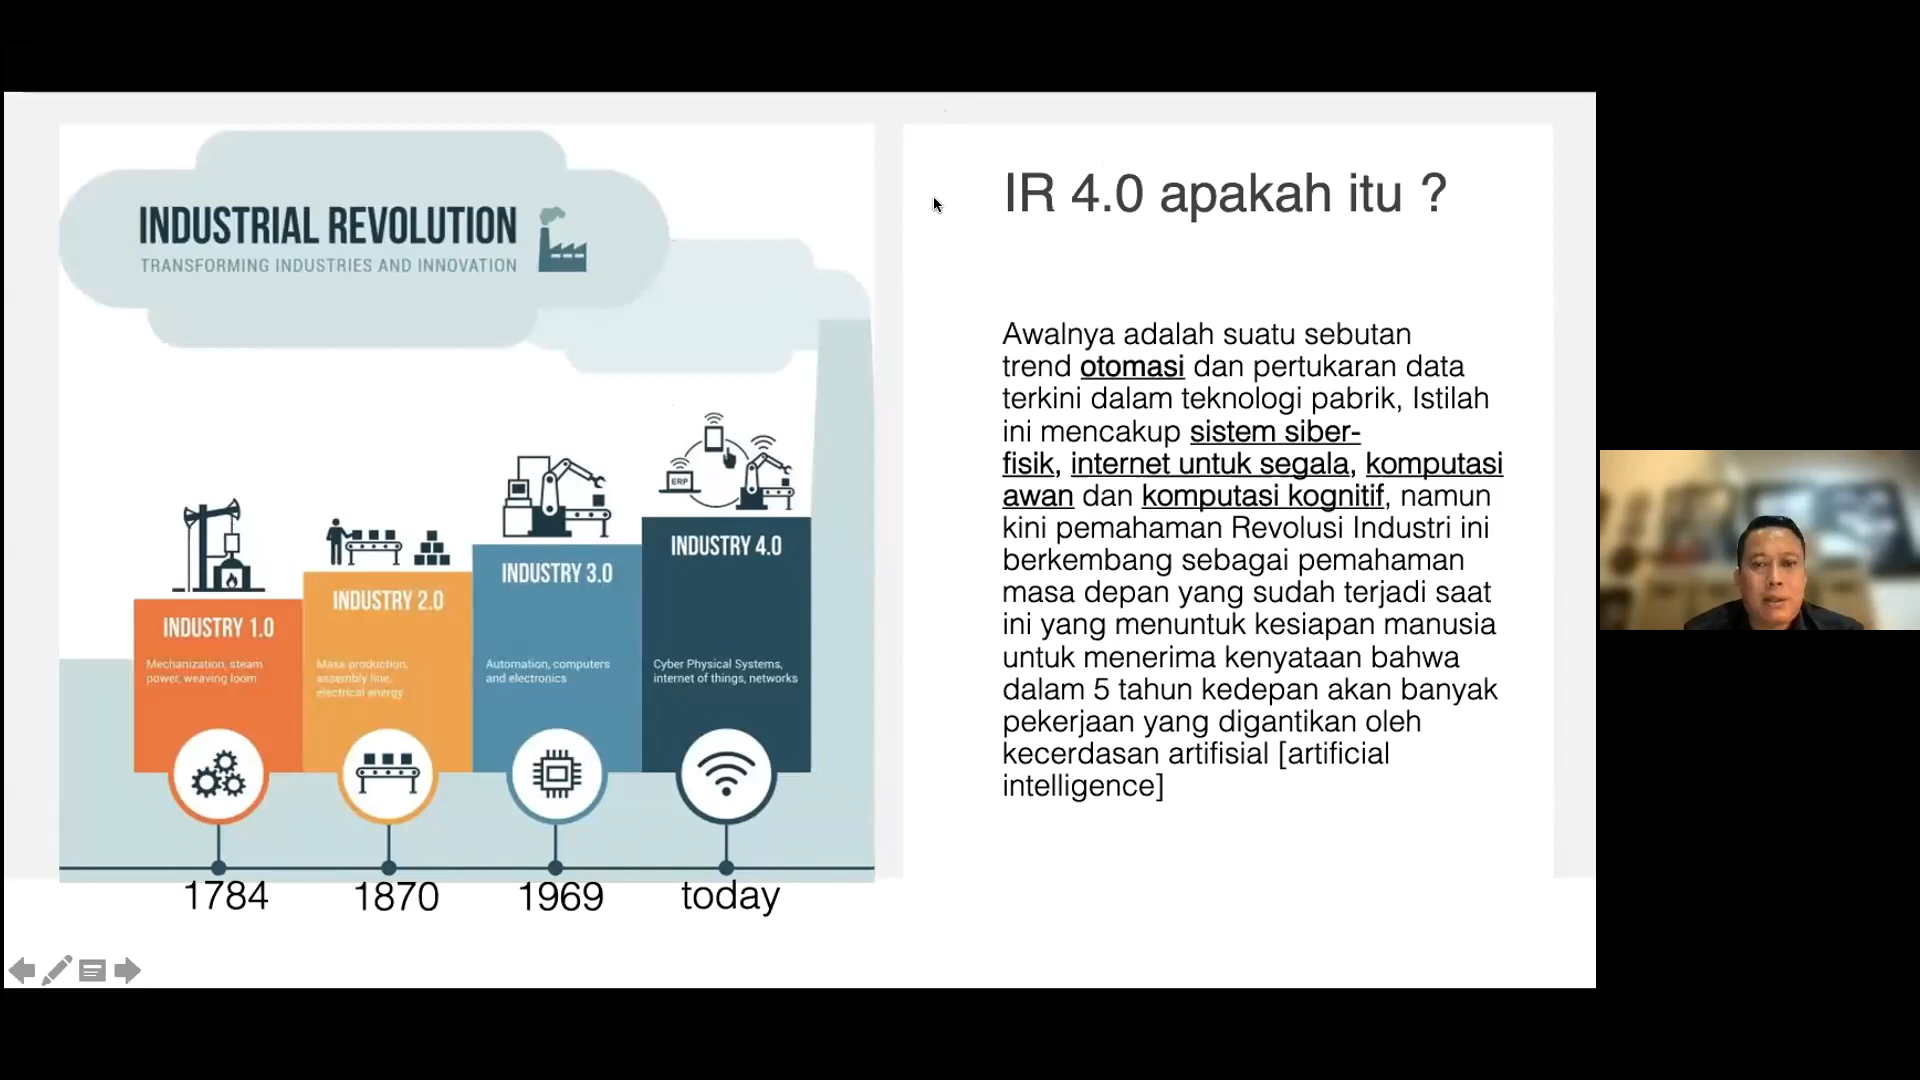 INDUSTRIAL REVOLUTION
TRANSFORMING INDUSTRIES AND INNOVATION
ERP
INDUSTRY 1.0
Mechanization, steam
power, weaving loom
INDUSTRY 2.0
Mass production,
assembly line,
electrical energy
INDUSTRY 3.0
Automation, computers
and electronics
INDUSTRY 4.0
Cyber Physical Systems,
internet of things, networks
1784
1870
1969
today
IR 4.0 apakah itu ?
Awalnya adalah suatu sebutan
trend otomasi dan pertukaran data
terkini dalam teknologi pabrik, Istilah
ini mencakup sistem siber-
fisik, internet untuk segala, komputasi
awan dan komputasi kognitif, namun
kini pemahaman Revolusi Industri ini
berkembang sebagai pemahaman
masa depan yang sudah terjadi saat
ini yang menuntuk kesiapan manusia
untuk menerima kenyataan bahwa
dalam 5 tahun kedepan akan banyak
pekerjaan yang digantikan oleh
kecerdasan artifisial [artificial
intelligence]